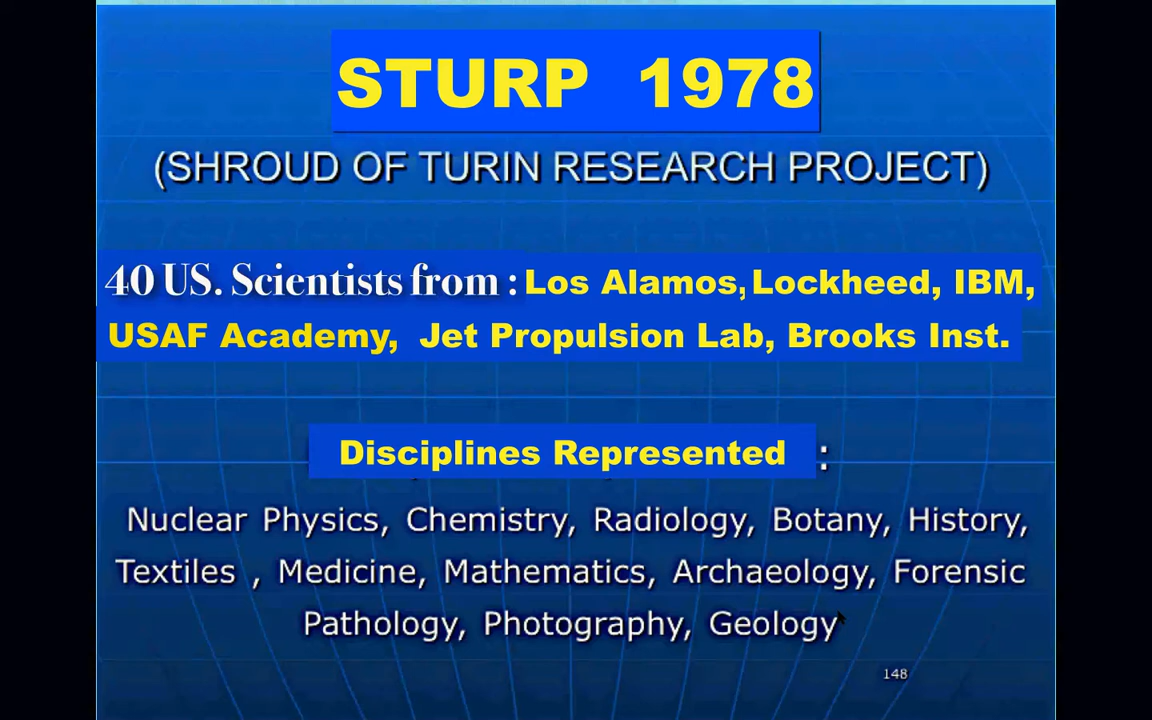 STURP 1978
(SHROUD OF TURIN RESEARCH PROJECT)
40 US. Scientists from : Los Alamos, Lockheed, IBM,
USAF Academy, Jet Propulsion Lab, Brooks Inst.
Disciplines Represented :
Nuclear Physics, Chemistry, Radiology, Botany, History,
Textiles , Medicine, Mathematics, Archaeology, Forensic
Pathology, Photography, Geology
148